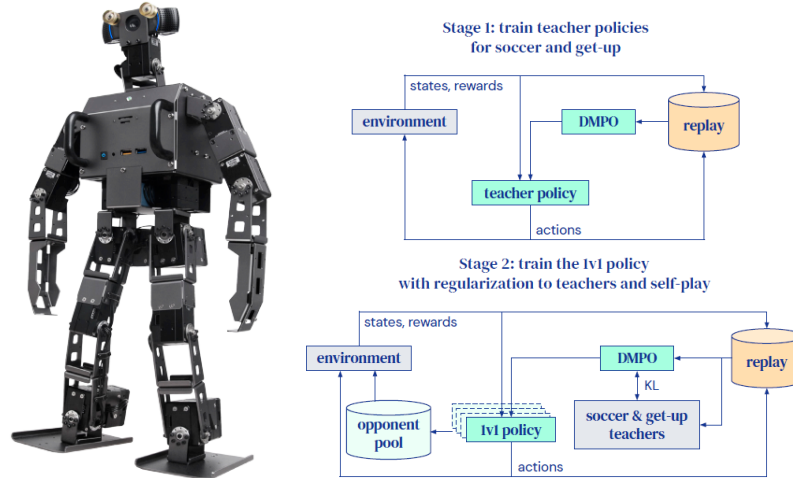 Stage 1: train teacher policies
for soccer and get-up
states, rewards
environment
DMPO
replay
teacher policy
actions
Stage 2: train the 1v1 policy
with regularization to teachers and self-play
states, rewards
environment
DMPO
replay
KL
opponent
pool
1v1 policy
soccer & get-up
teachers
actions